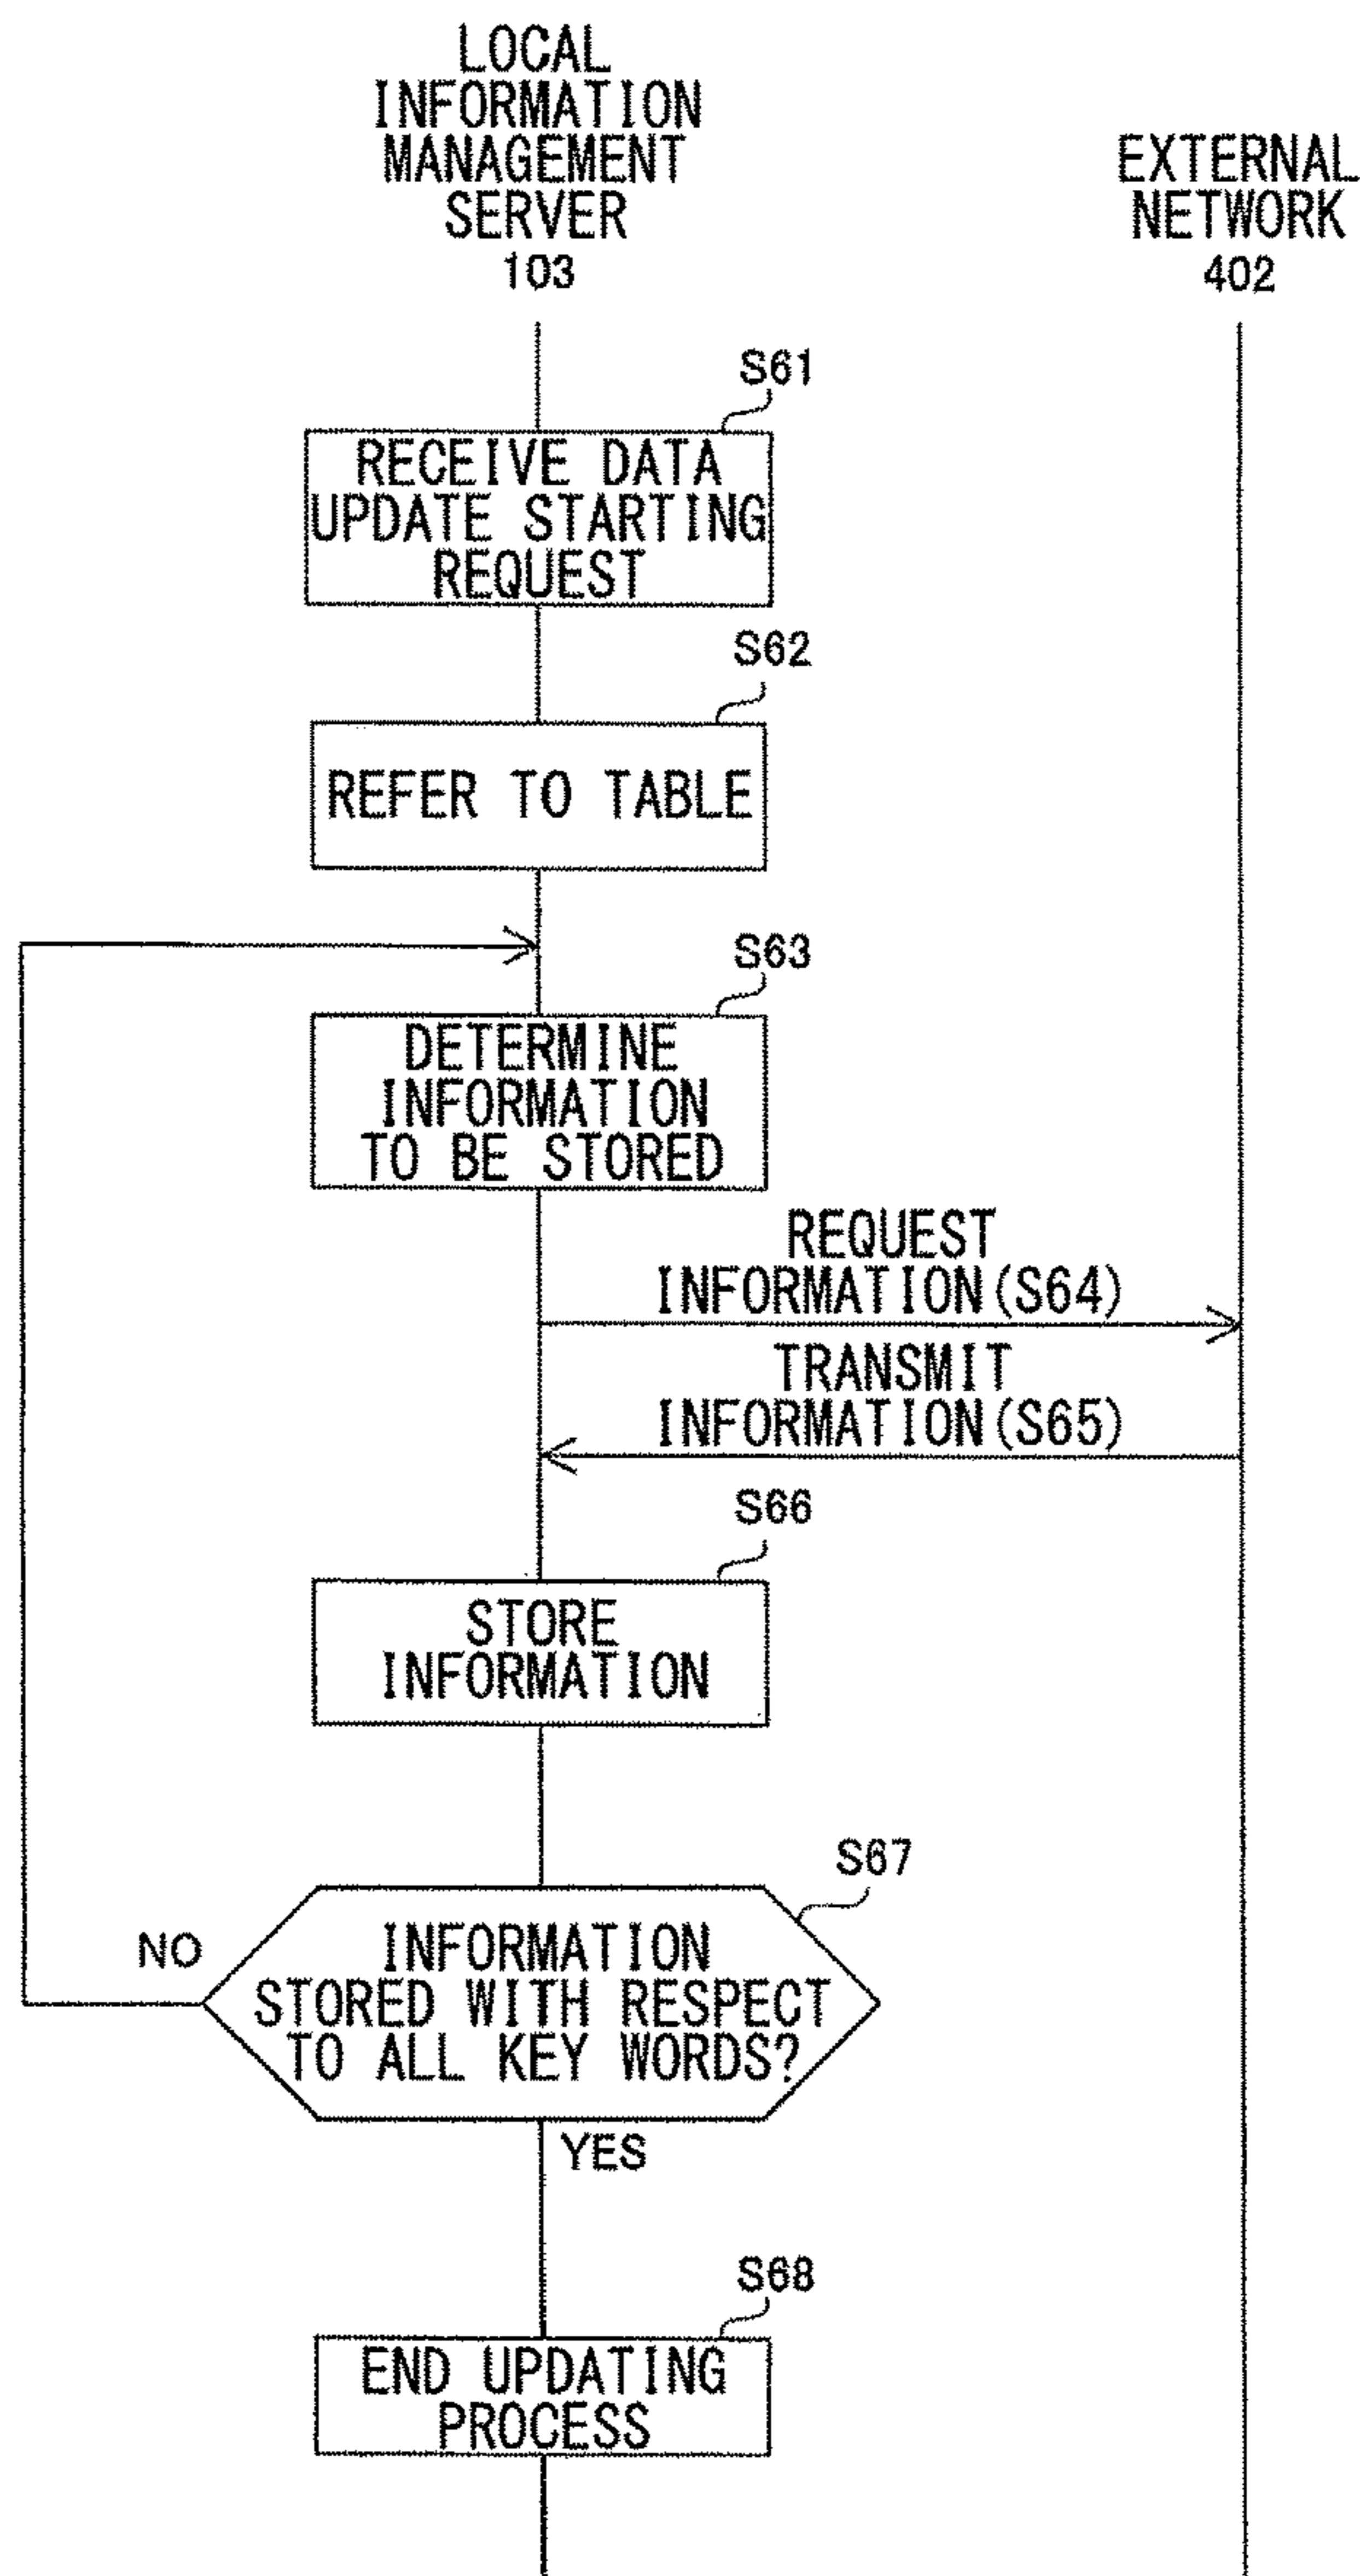 LOCAL
INFORMATION
MANAGEMENT
SERVER
103
EXTERNAL
NETWORK
402
S61
RECEIVE DATA
UPDATE STARTING
REQUEST
S62
REFER TO TABLE
S63
DETERMINE
INFORMATION
TO BE STORED
REQUEST
INFORMATION(S64)
TRANSMIT
INFORMATION(S65)
S66
STORE
INFORMATION
S67
NO
INFORMATION
STORED WITH RESPECT
TO ALL KEY WORDS?
YES
S68
END UPDATING
PROCESS